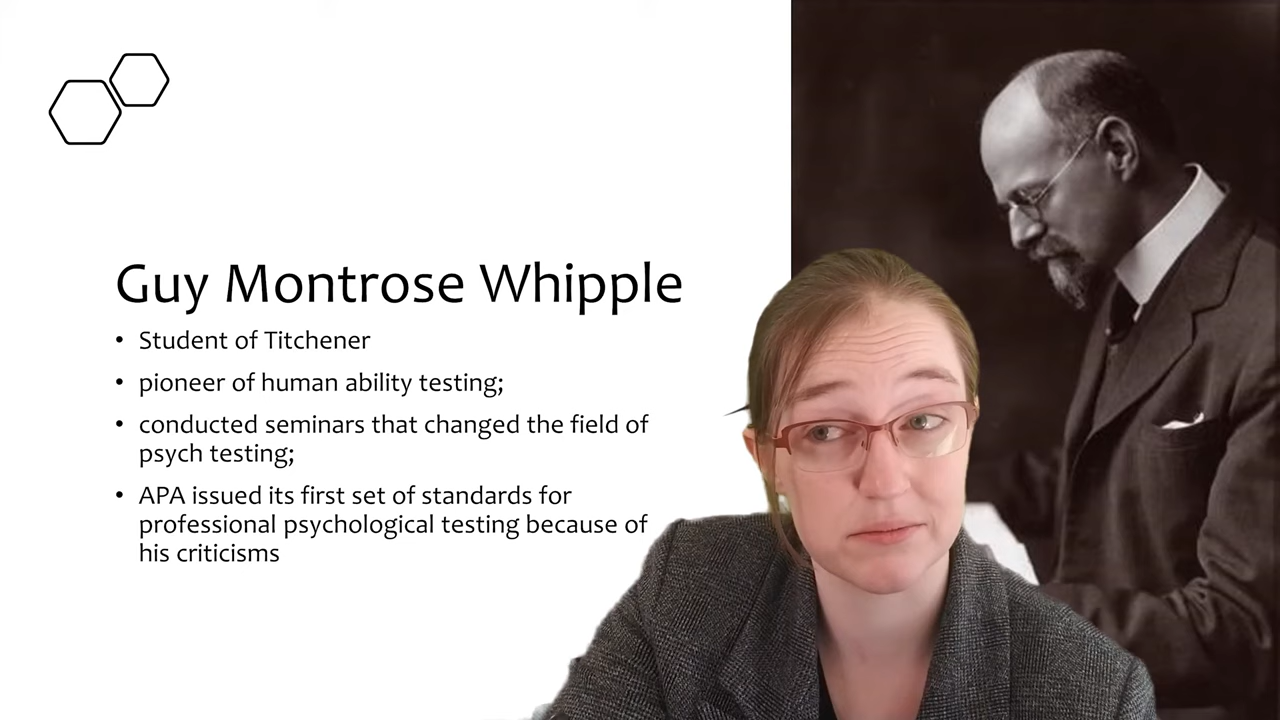 Guy Montrose Whipple
• Student of Titchener
• pioneer of human ability testing;
• conducted seminars that changed the field of
psych testing;
• APA issued its first set of standards for
professional psychological testing because of
his criticisms